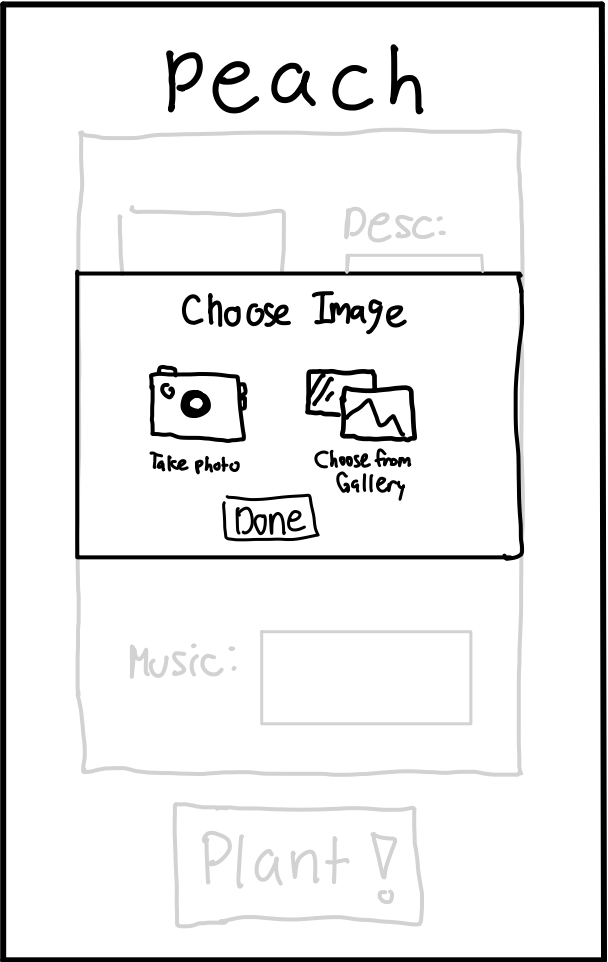 peach
Desc:
Choose Image
Take photo
Choose from
Gallery
Done
Music:
Plant!